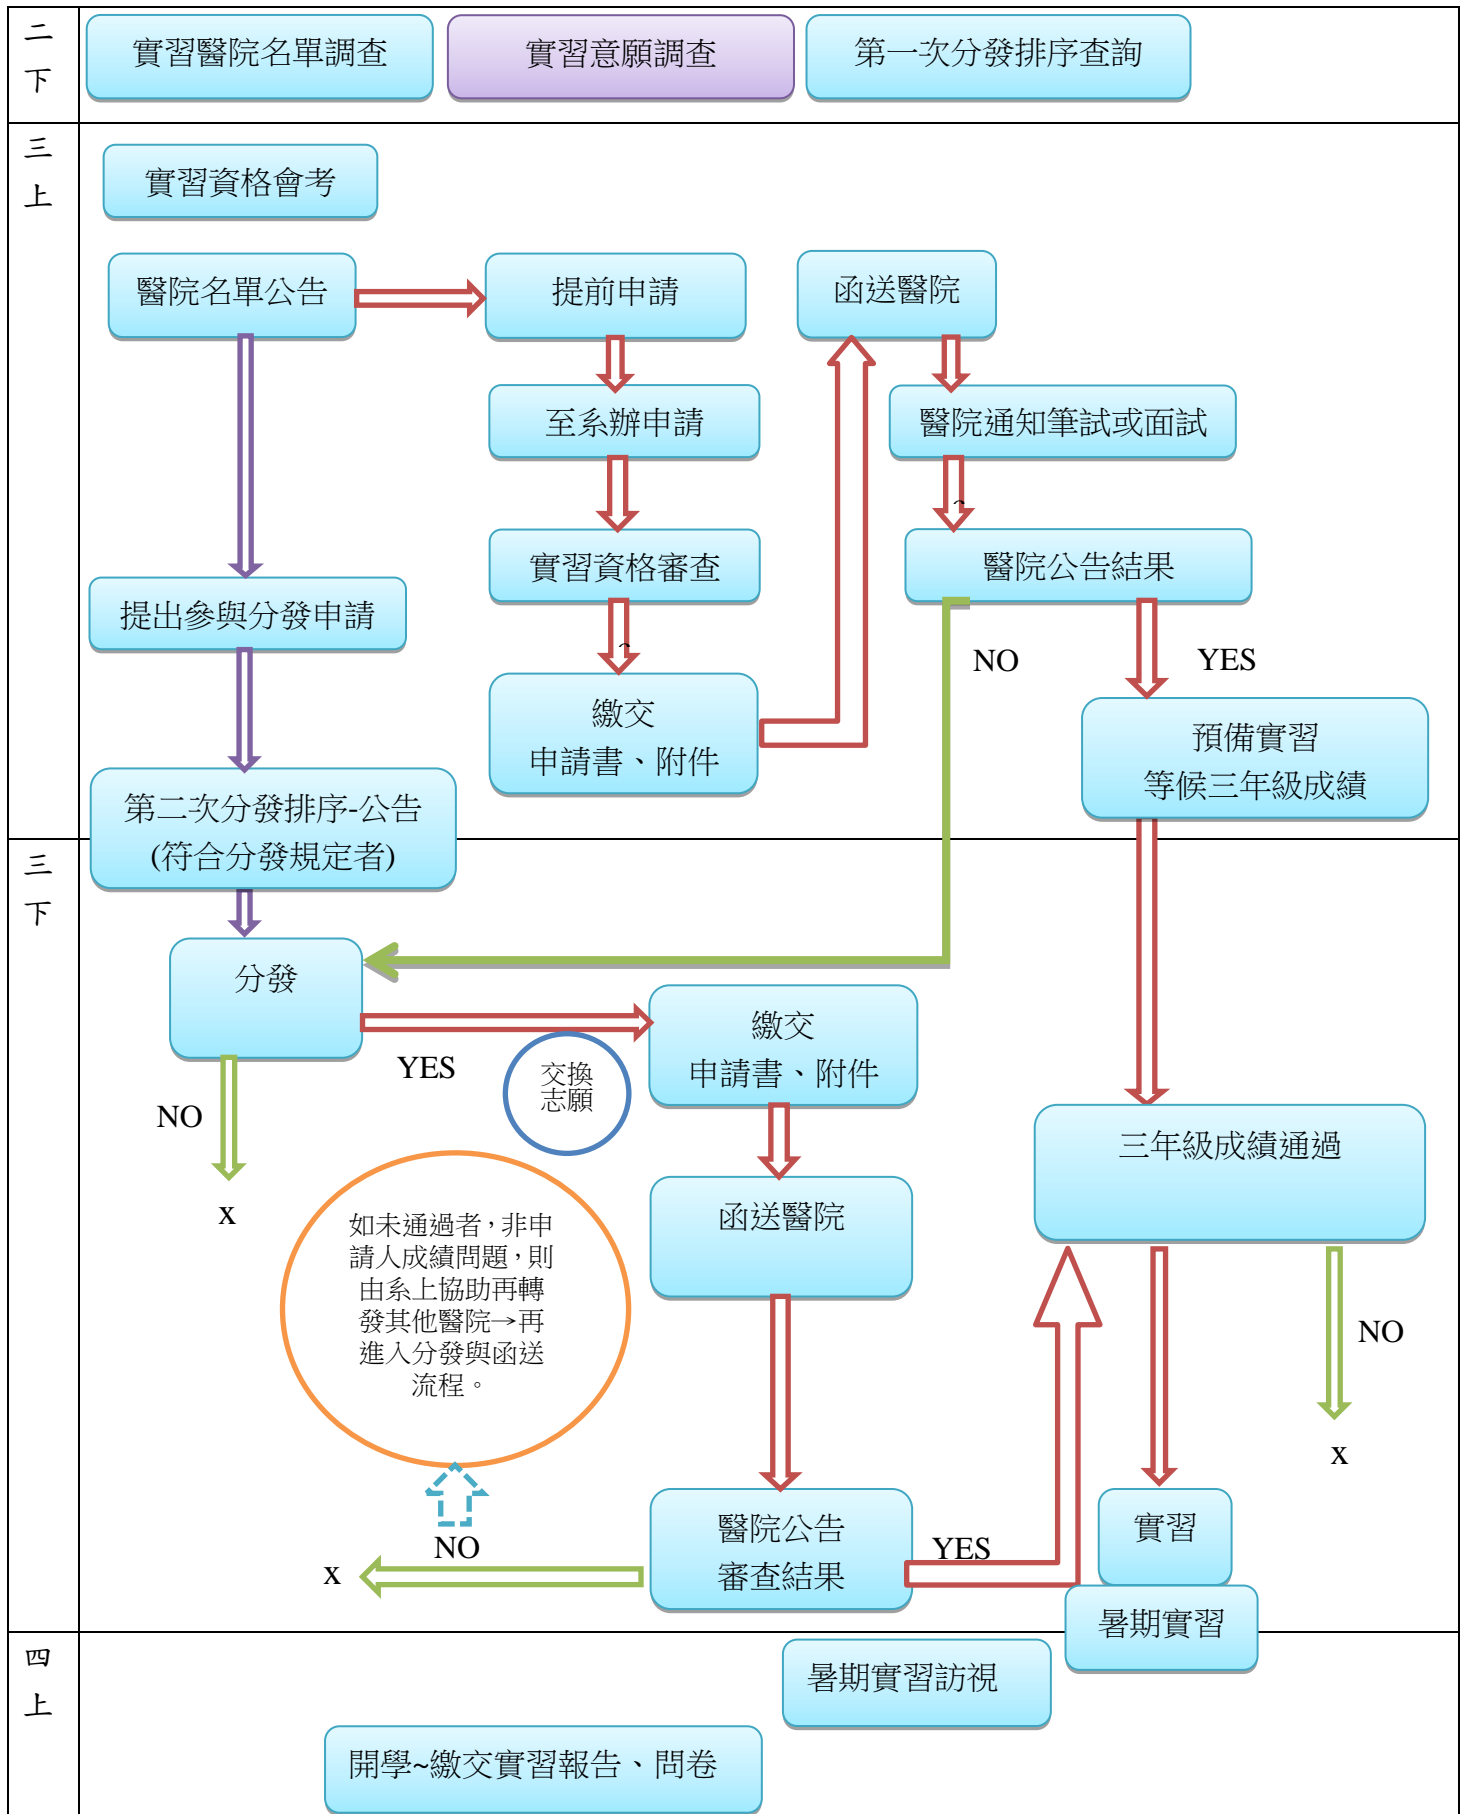 二
下
實習醫院名單調查
實習意願調查
第一次分發排序查詢
三
上
實習資格會考
醫院名單公告
提前申請
函送醫院
至系辦申請
醫院通知筆試或面試
實習資格審查
醫院公告結果
提出參與分發申請
NO
YES
繳交
申請書、附件
預備實習
等候三年級成績
第二次分發排序-公告
(符合分發規定者)
三
下
分發
繳交
申請書、附件
YES
交換
志願
NO
x
三年級成績通過
函送醫院
如未通過者，非申
請人成績問題，則
由系上協助再轉
發其他醫院→再
進入分發與函送
流程。
NO
x
醫院公告
審查結果
YES
NO
x
實習
暑期實習
四
上
暑期實習訪視
開學~繳交實習報告、問卷